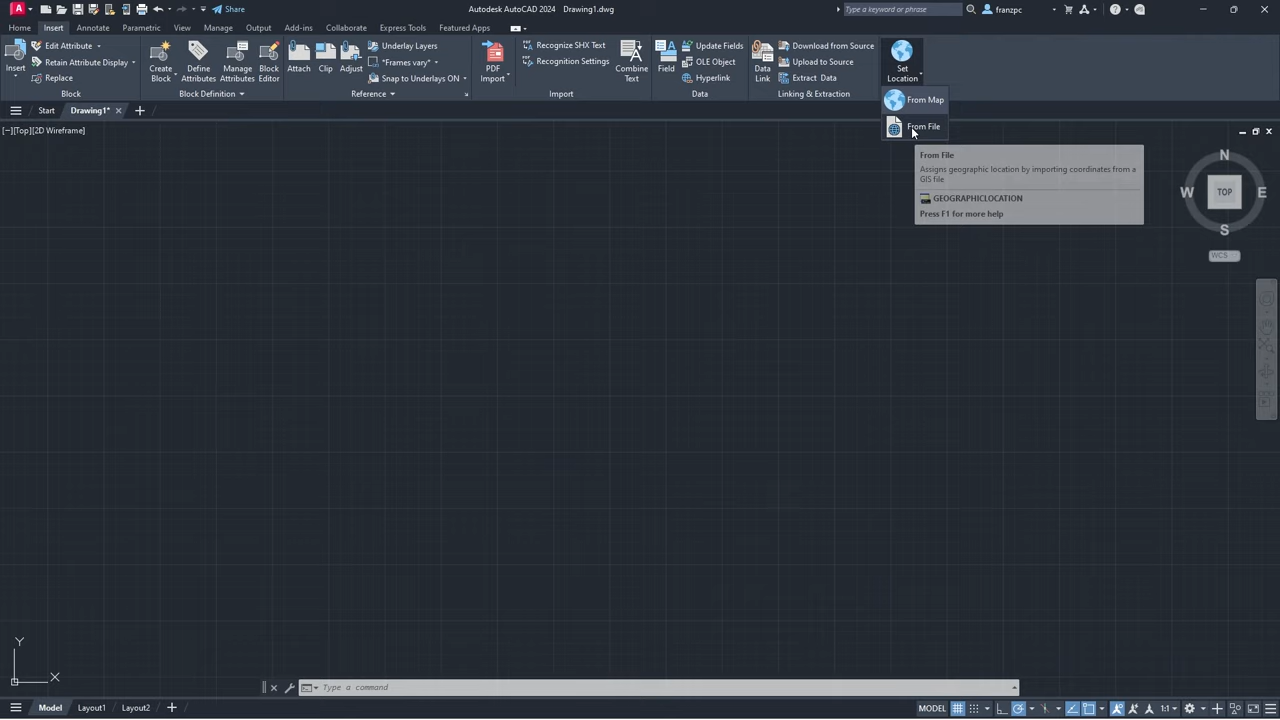 Share
Autodesk AutoCAD 2024 Drawing1.dwg
Type a keyword or phrase
franzpc
Home Insert Annotate Parametric View Manage Output Add-ins Collaborate Express Tools Featured Apps
Insert
Edit Attribute
Retain Attribute Display
Replace
Block
Create Block
Define Attributes
Manage Attributes
Block Editor
Block Definition
Attach
Clip
Adjust
Underlay Layers
*Frames vary*
Snap to Underlays ON
Reference
PDF Import
Recognize SHX Text
Recognition Settings
Combine Text
Import
Field
Update Fields
OLE Object
Hyperlink
Data
Data Link
Download from Source
Upload to Source
Extract Data
Linking & Extraction
Set Location
From Map
From File
Start
Drawing1*
[−][Top][2D Wireframe]
From File
Assigns geographic location by importing coordinates from a
GIS file
GEOGRAPHICLOCATION
Press F1 for more help
N
W TOP E
S
WCS
Y
X
Type a command
Model Layout1 Layout2
MODEL
1:1